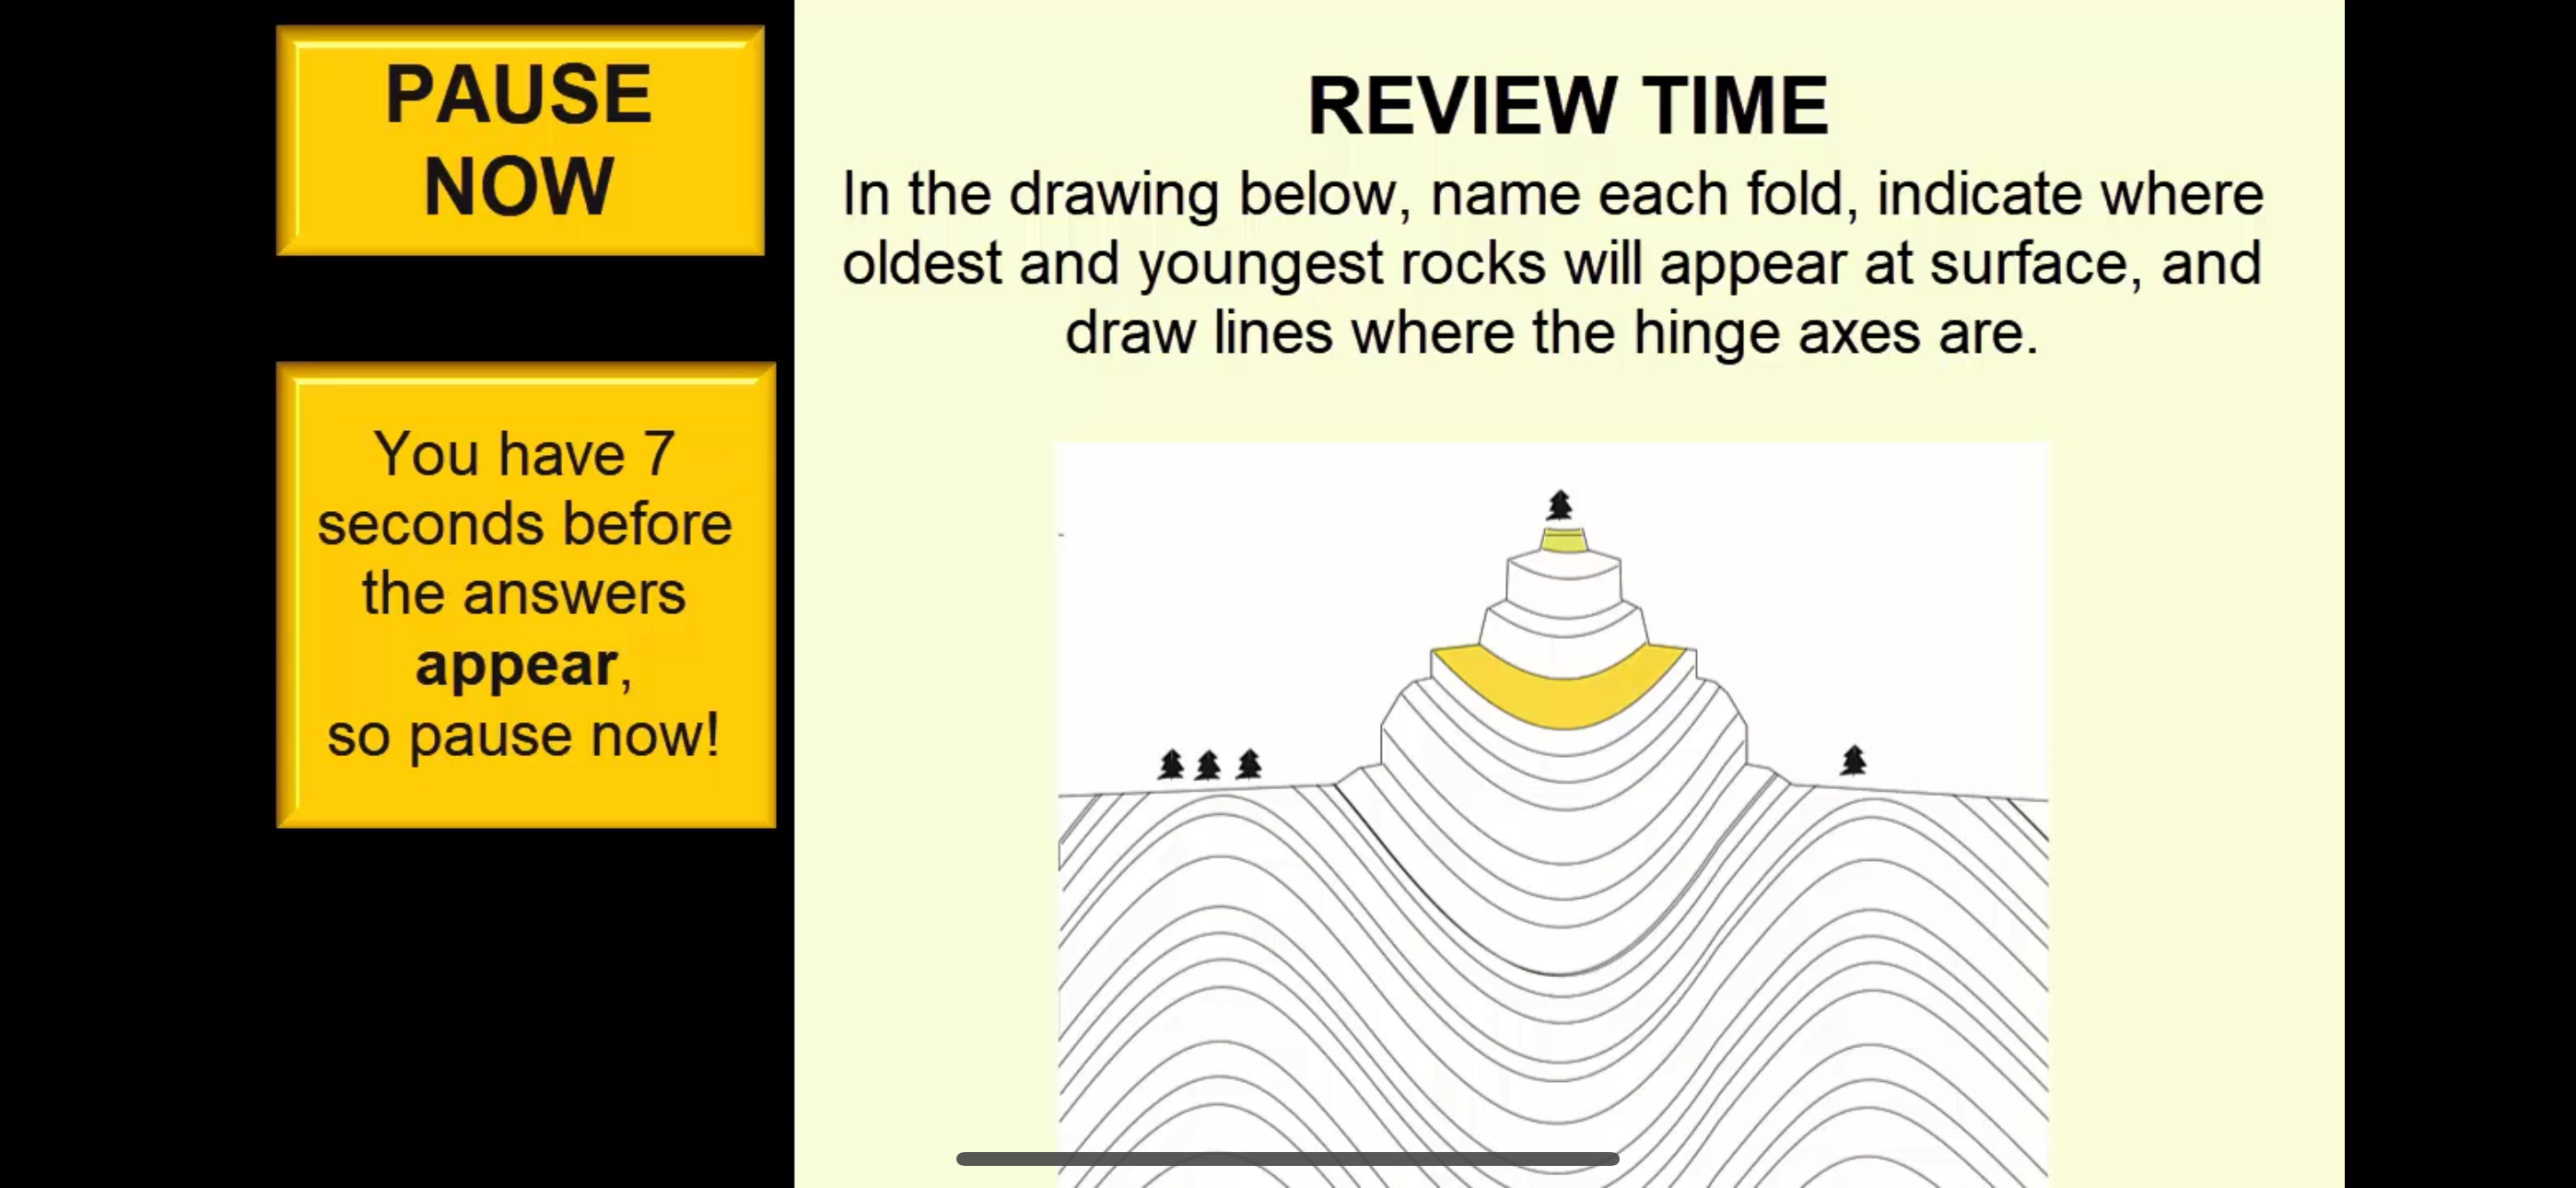 PAUSE
NOW
You have 7
seconds before
the answers
appear,
so pause now!
REVIEW TIME
In the drawing below, name each fold, indicate where
oldest and youngest rocks will appear at surface, and
draw lines where the hinge axes are.